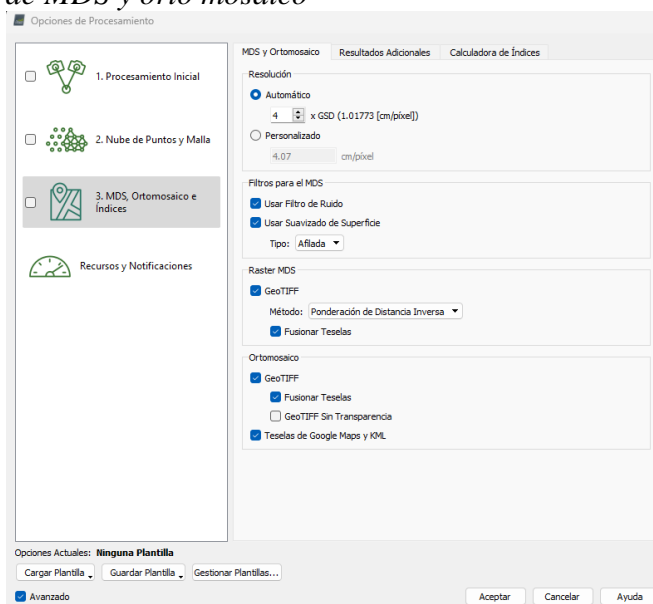 de MDS y orto mosaico
Opciones de Procesamiento
1. Procesamiento Inicial
2. Nube de Puntos y Malla
3. MDS, Ortomosaico e
Índices
Recursos y Notificaciones
MDS y Ortomosaico Resultados Adicionales Calculadora de Índices
Resolución
Automático
4 x GSD (1.01773 [cm/píxel])
Personalizado
4.07 cm/píxel
Filtros para el MDS
Usar Filtro de Ruido
Usar Suavizado de Superficie
Tipo: Afilada
Raster MDS
GeoTIFF
Método: Ponderación de Distancia Inversa
Fusionar Teselas
Ortomosaico
GeoTIFF
Fusionar Teselas
GeoTIFF Sin Transparencia
Teselas de Google Maps y KML
Opciones Actuales: Ninguna Plantilla
Cargar Plantilla Guardar Plantilla Gestionar Plantillas...
Avanzado Aceptar Cancelar Ayuda